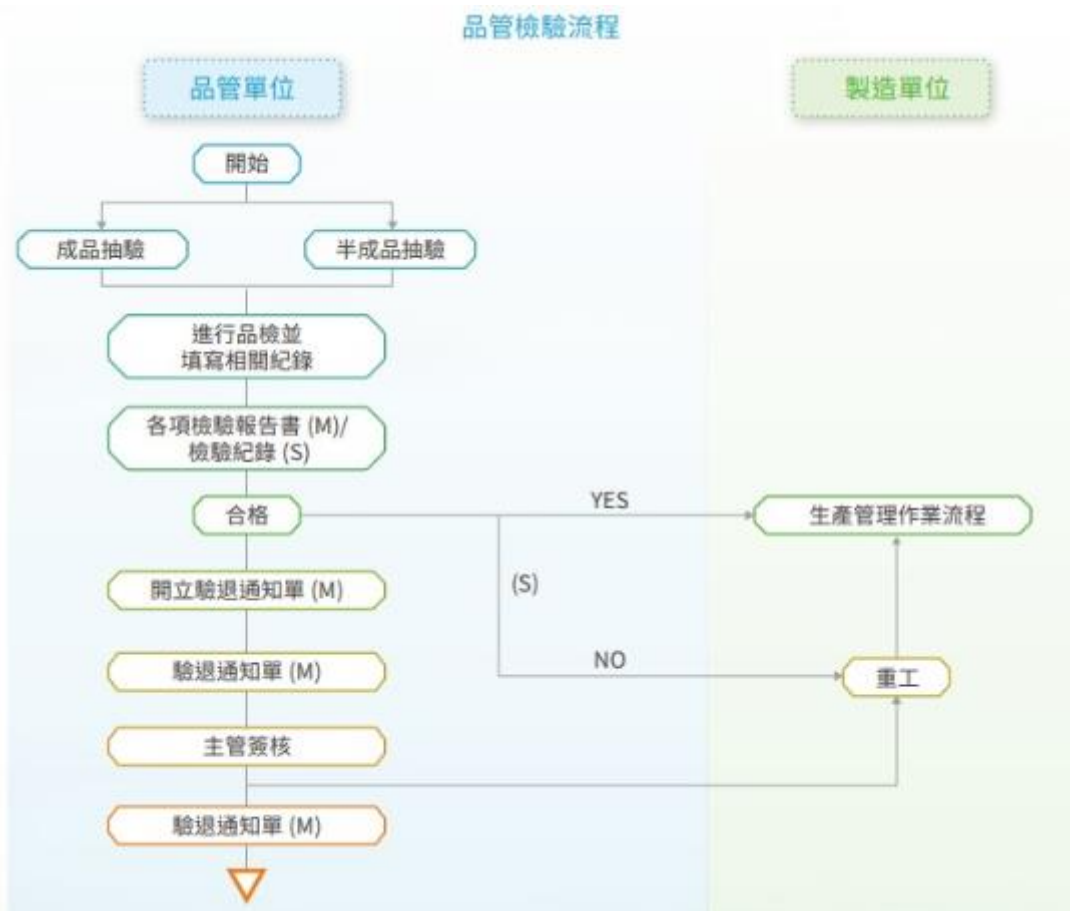 品管檢驗流程
品管單位
製造單位
開始
成品抽驗
半成品抽驗
進行品檢並
填寫相關紀錄
各項檢驗報告書 (M)/
檢驗紀錄 (S)
合格
YES
生產管理作業流程
開立驗退通知單 (M)
(S)
驗退通知單 (M)
NO
重工
主管簽核
驗退通知單 (M)